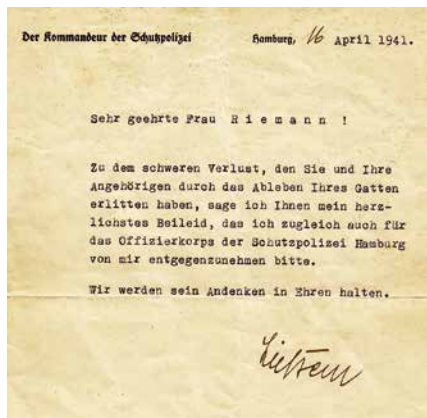 Der Kommandeur der Schutzpolizei Hamburg, 16 April 1941.
Sehr geehrte Frau R i e m a n n !
Zu dem schweren Verlust, den Sie und Ihre
Angehörigen durch das Ableben Ihres Gatten
erlitten haben, sage ich Ihnen mein herz-
lichstes Beileid, das ich zugleich auch für
das Offizierkorps der Schutzpolizei Hamburg
von mir entgegenzunehmen bitte.
Wir werden sein Andenken in Ehren halten.